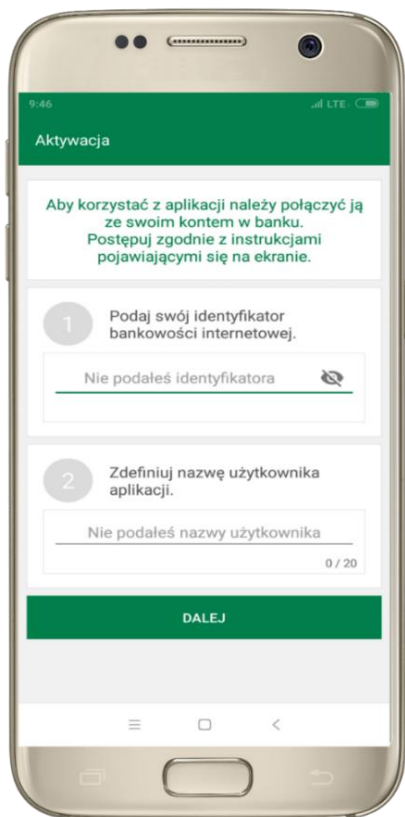 9:46
LTE
Aktywacja
Aby korzystać z aplikacji należy połączyć ją
ze swoim kontem w banku.
Postępuj zgodnie z instrukcjami
pojawiającymi się na ekranie.
1
Podaj swój identyfikator
bankowości internetowej.
Nie podałeś identyfikatora
2
Zdefiniuj nazwę użytkownika
aplikacji.
Nie podałeś nazwy użytkownika
0 / 20
DALEJ